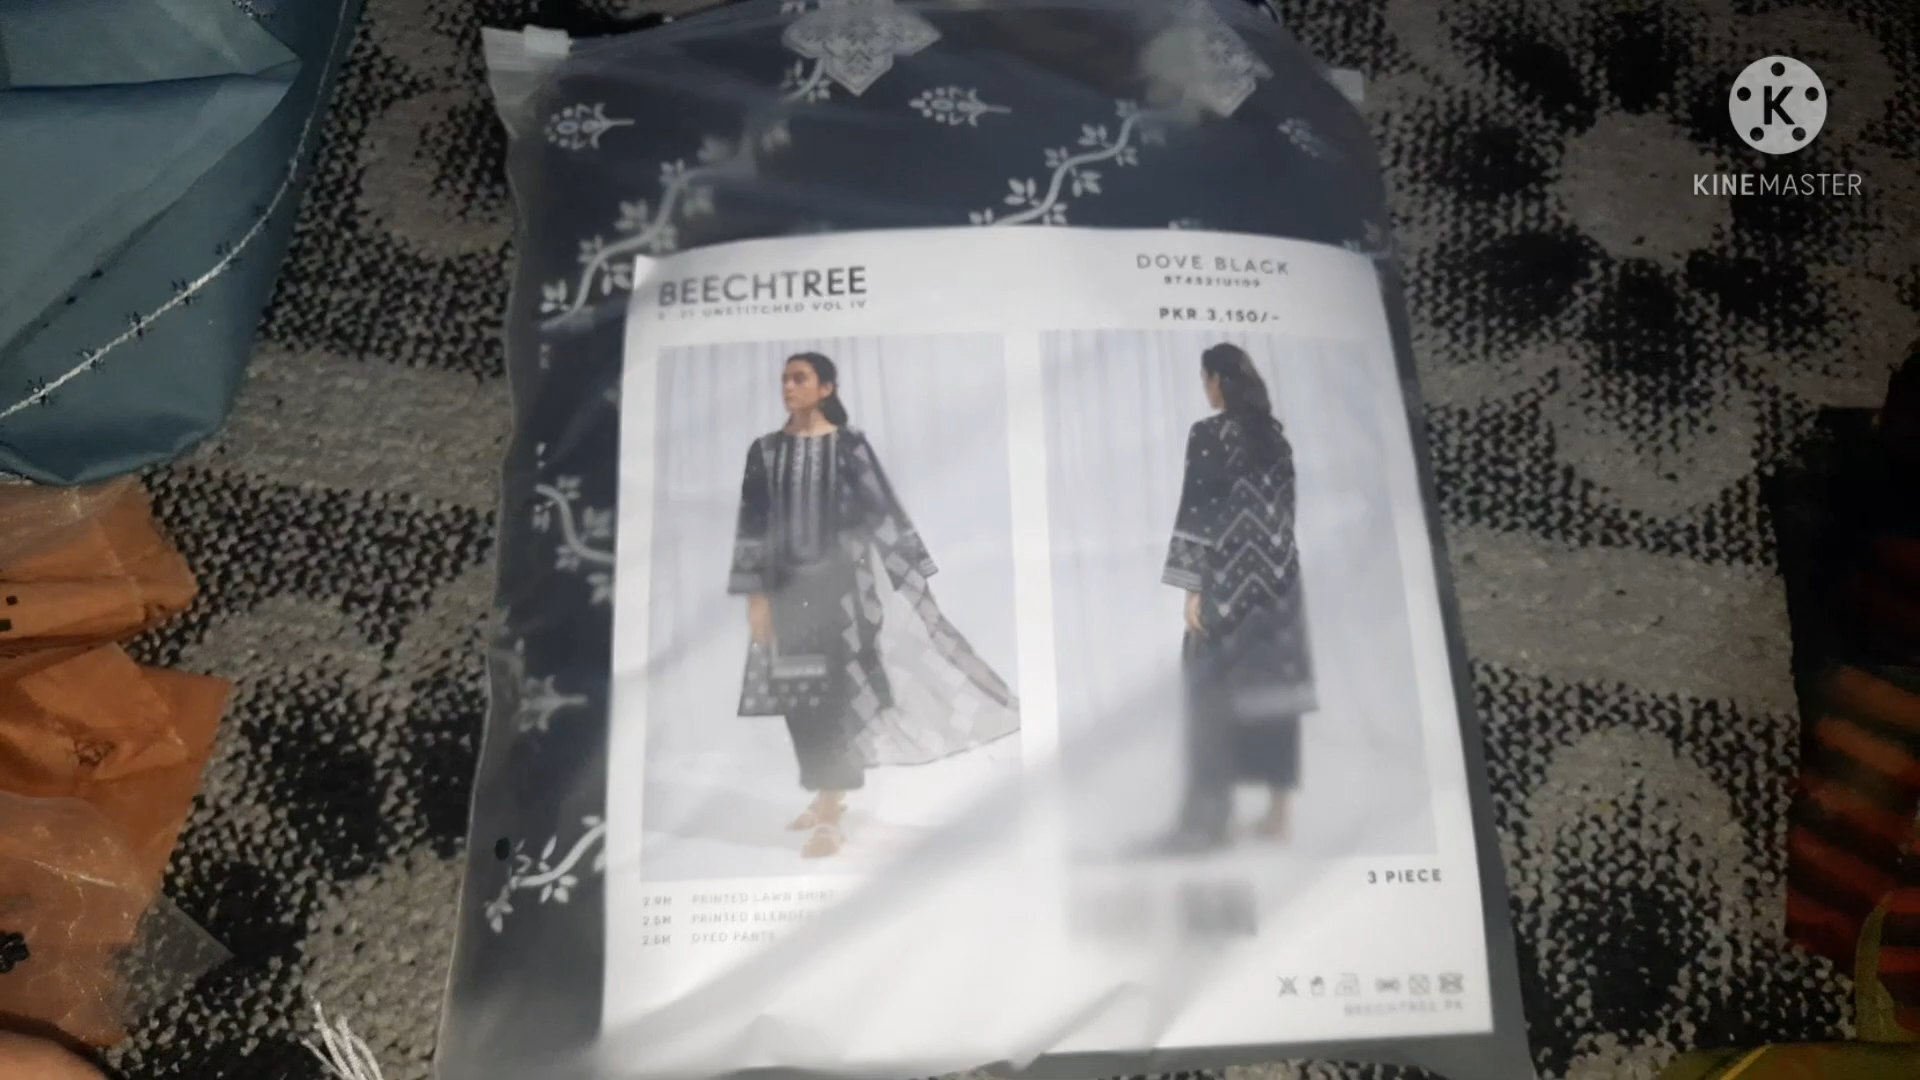 KINEMASTER
BEECHTREE
UNSTITCHED VOL IV
DOVE BLACK
PKR 3,150/-
3 PIECE
2.9M PRINTED LAWN SHIRT
2.5M PRINTED BLENDED
2.5M DYED PANTS
BEECHTREE.PK